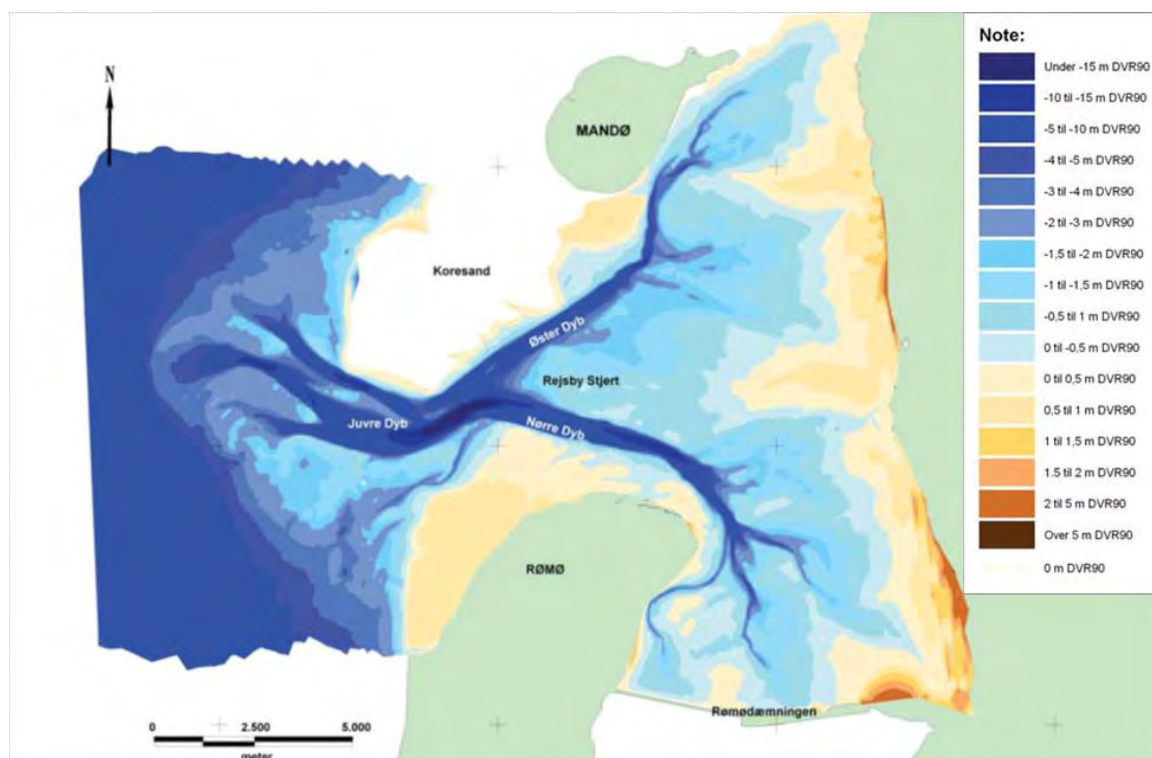 N
MANDØ
Koresand
Øster Dyb
Rejsby Stjert
Juvre Dyb
Nørre Dyb
RØMØ
Rømødæmningen
0 2.500 5.000
meter
Note:
Under -15 m DVR90
-10 til -15 m DVR90
-5 til -10 m DVR90
-4 til -5 m DVR90
-3 til -4 m DVR90
-2 til -3 m DVR90
-1,5 til -2 m DVR90
-1 til -1,5 m DVR90
-0,5 til 1 m DVR90
0 til -0,5 m DVR90
0 til 0,5 m DVR90
0,5 til 1 m DVR90
1 til 1,5 m DVR90
1.5 til 2 m DVR90
2 til 5 m DVR90
Over 5 m DVR90
0 m DVR90